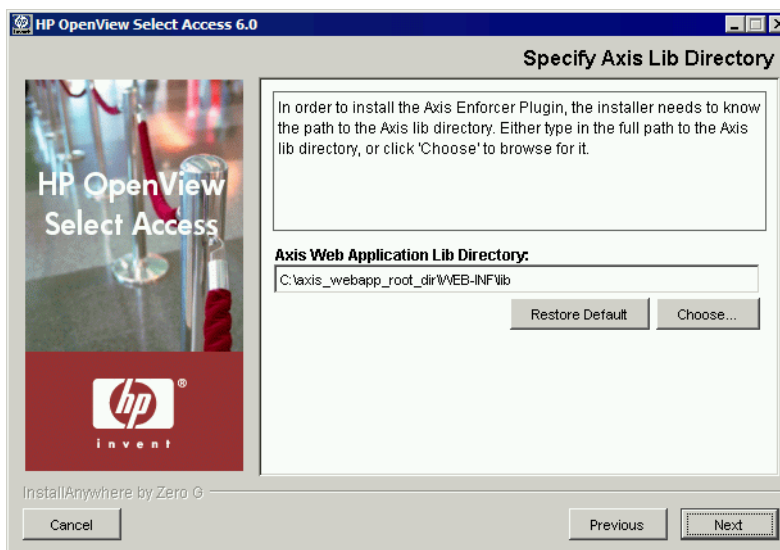 HP OpenView Select Access 6.0
Specify Axis Lib Directory
In order to install the Axis Enforcer Plugin, the installer needs to know
the path to the Axis lib directory. Either type in the full path to the Axis
lib directory, or click 'Choose' to browse for it.
HP OpenView
Select Access
Axis Web Application Lib Directory:
C:\axis_webapp_root_dir\WEB-INF\lib
Restore Default
Choose...
hp
®
invent
InstallAnywhere by Zero G
Cancel
Previous
Next